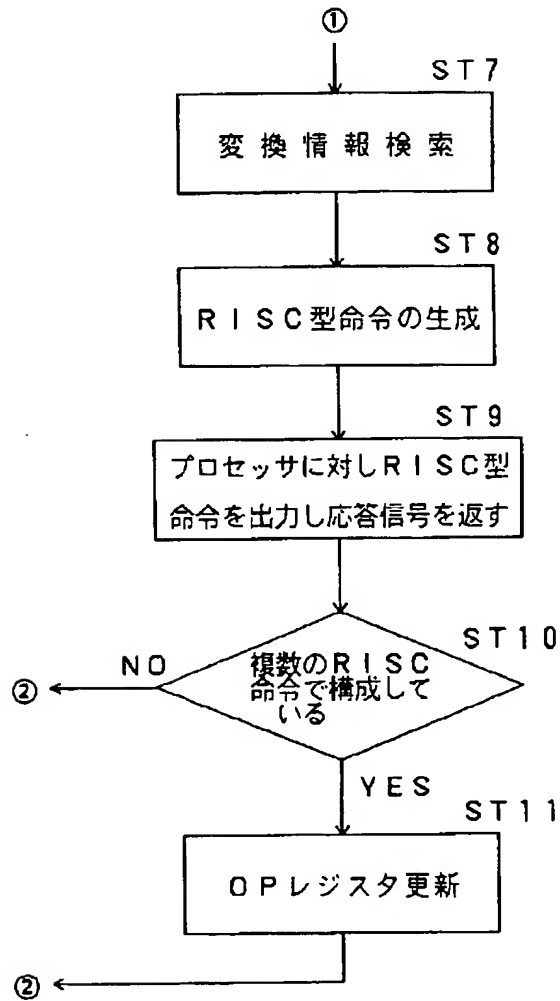 ①
ST7
変換情報検索
ST8
RISC型命令の生成
ST9
プロセッサに対しRISC型
命令を出力し応答信号を返す
ST10
NO
複数のRISC
命令で構成して
いる
②
YES
ST11
OPレジスタ更新
②